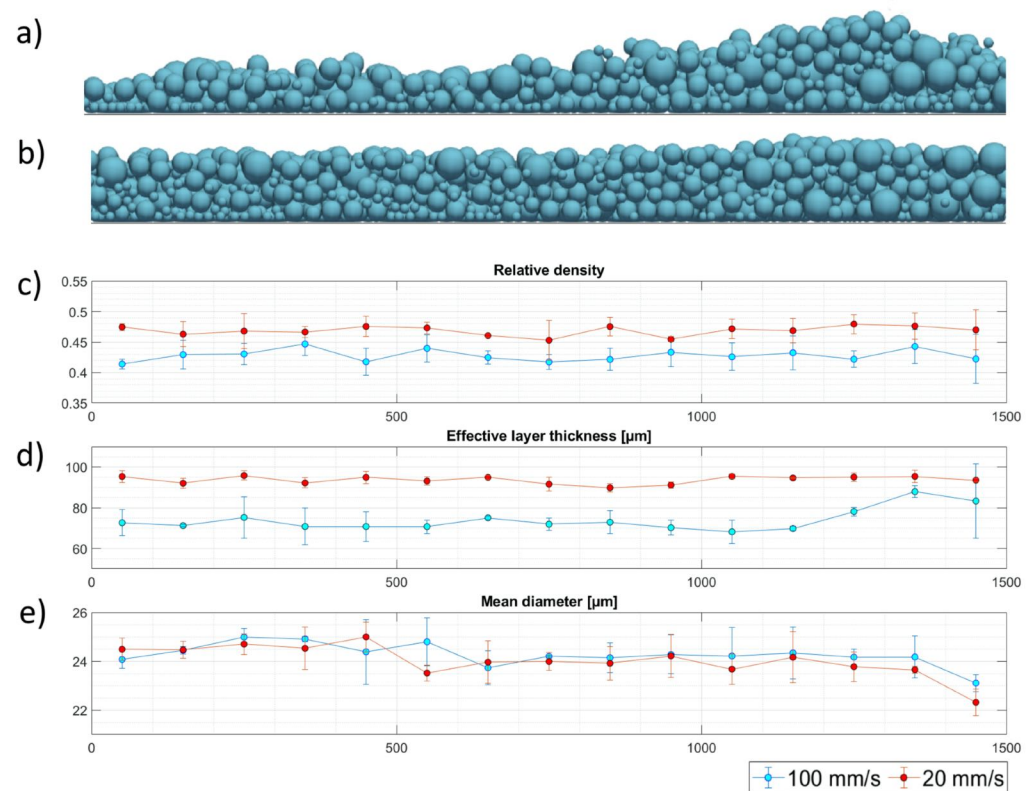 a)
b)
c)
Relative density
0.55
0.5
0.45
0.4
0.35
0 500 1000 1500
d)
Effective layer thickness [µm]
100
80
60
0 500 1000 1500
e)
Mean diameter [µm]
26
24
22
0 500 1000 1500
100 mm/s 20 mm/s